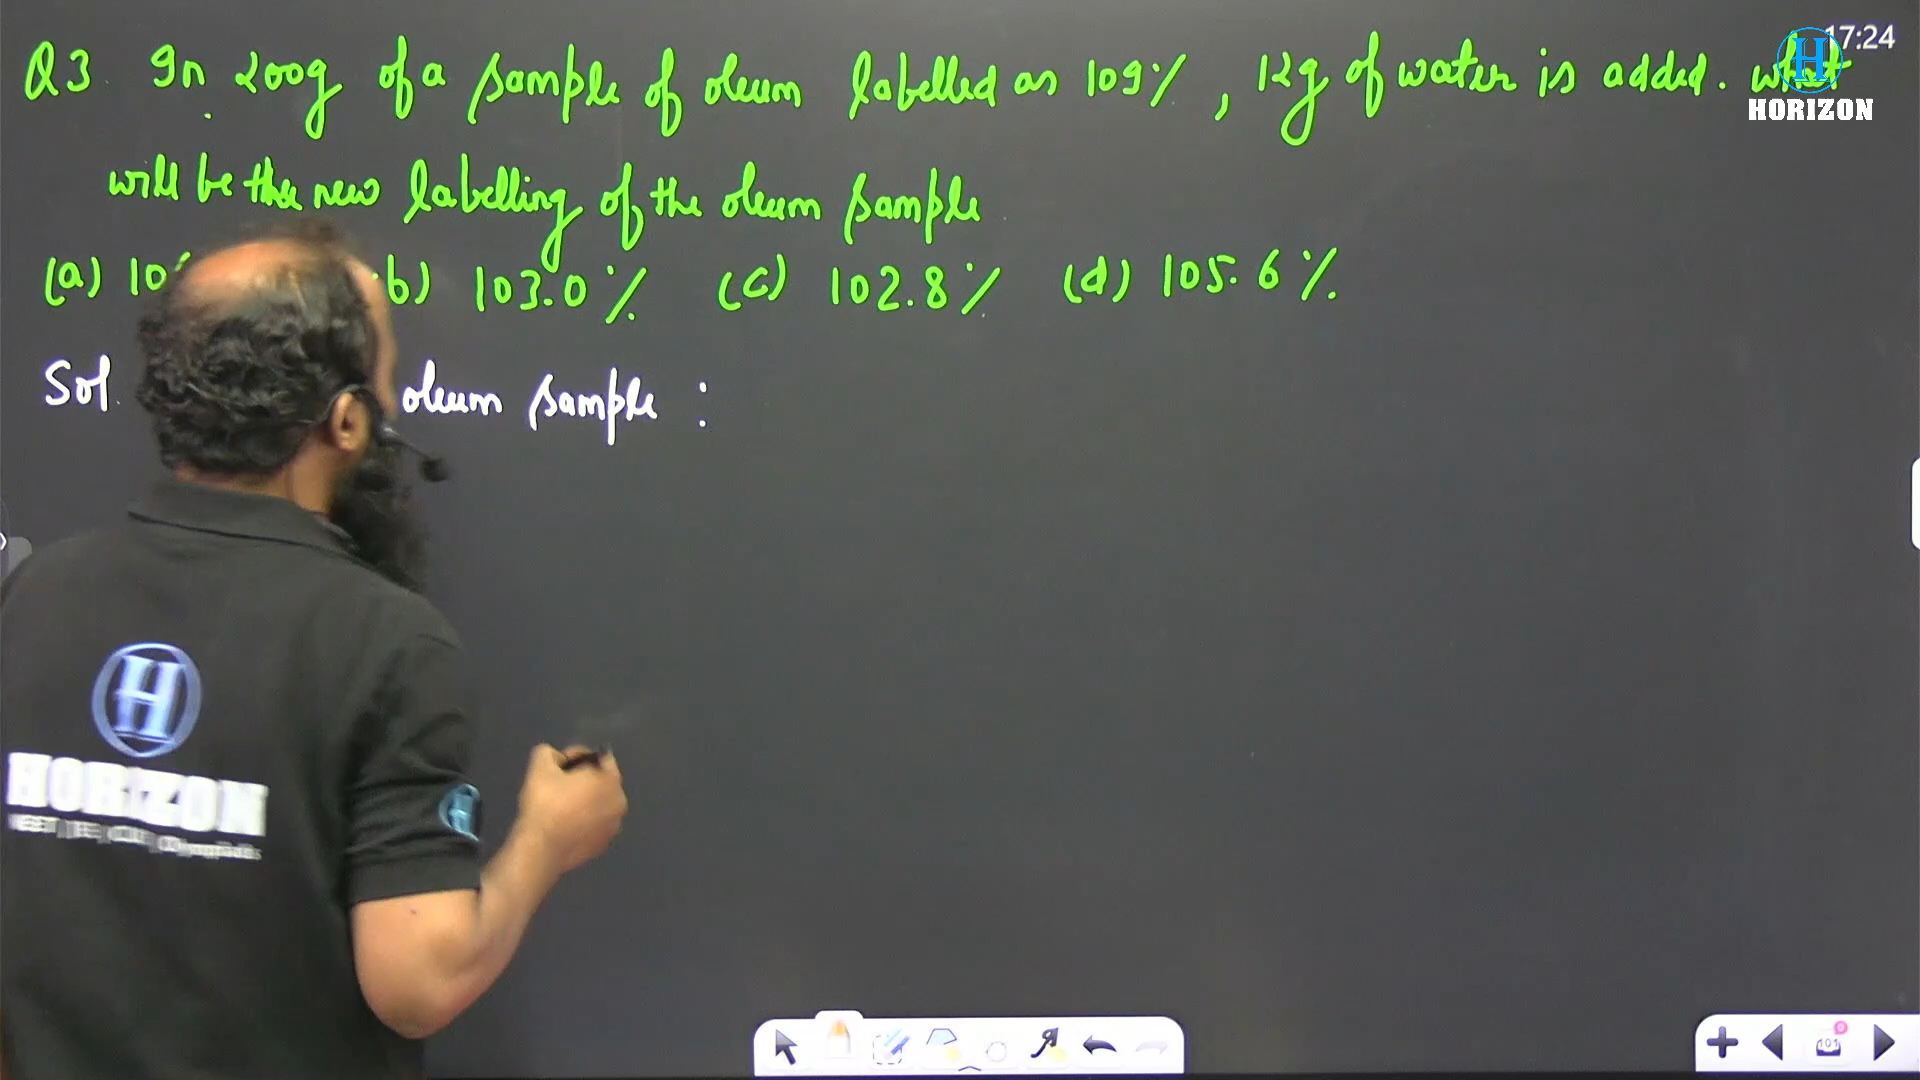 17:24
HORIZON
Q3 In 200g of a sample of oleum labelled as 109%, 12g of water is added. what
will be the new labelling of the oleum sample
(a) 10 (b) 103.0% (c) 102.8% (d) 105.6%.
Sol. oleum sample :
H
HORIZON
H
101